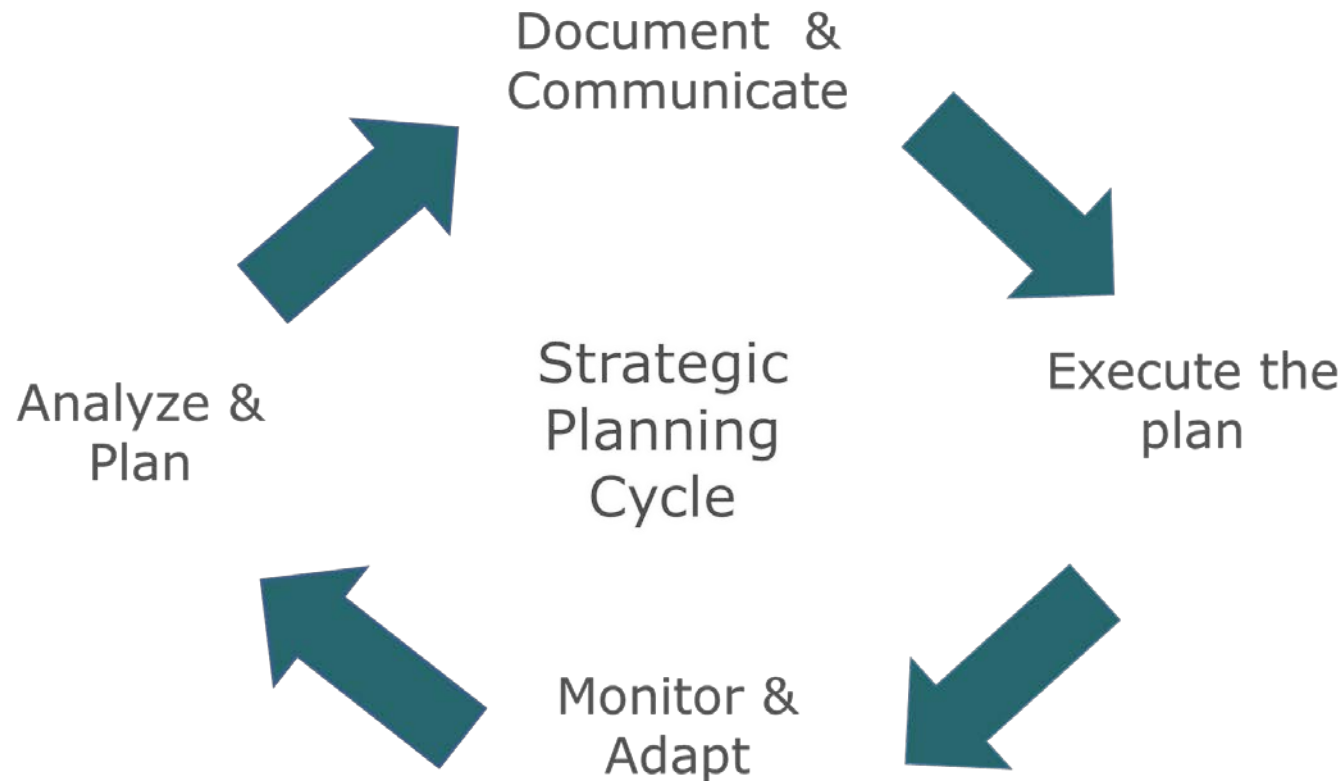 Document & 
Communicate
Execute the
plan
Strategic
Planning
Cycle
Analyze &
Plan
Monitor &
Adapt